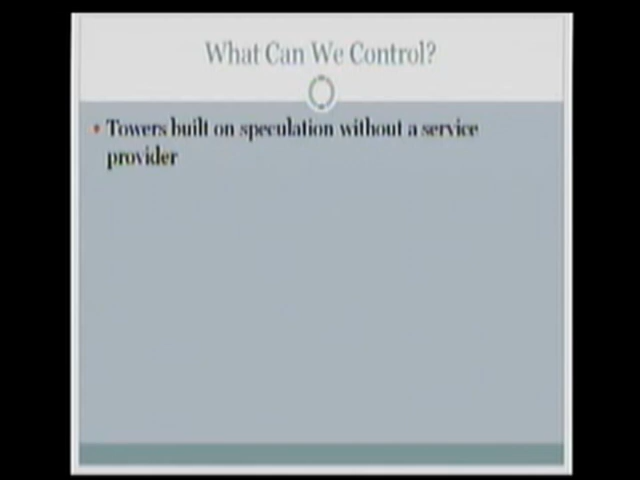 What Can We Control?
• Towers built on speculation without a service
provider